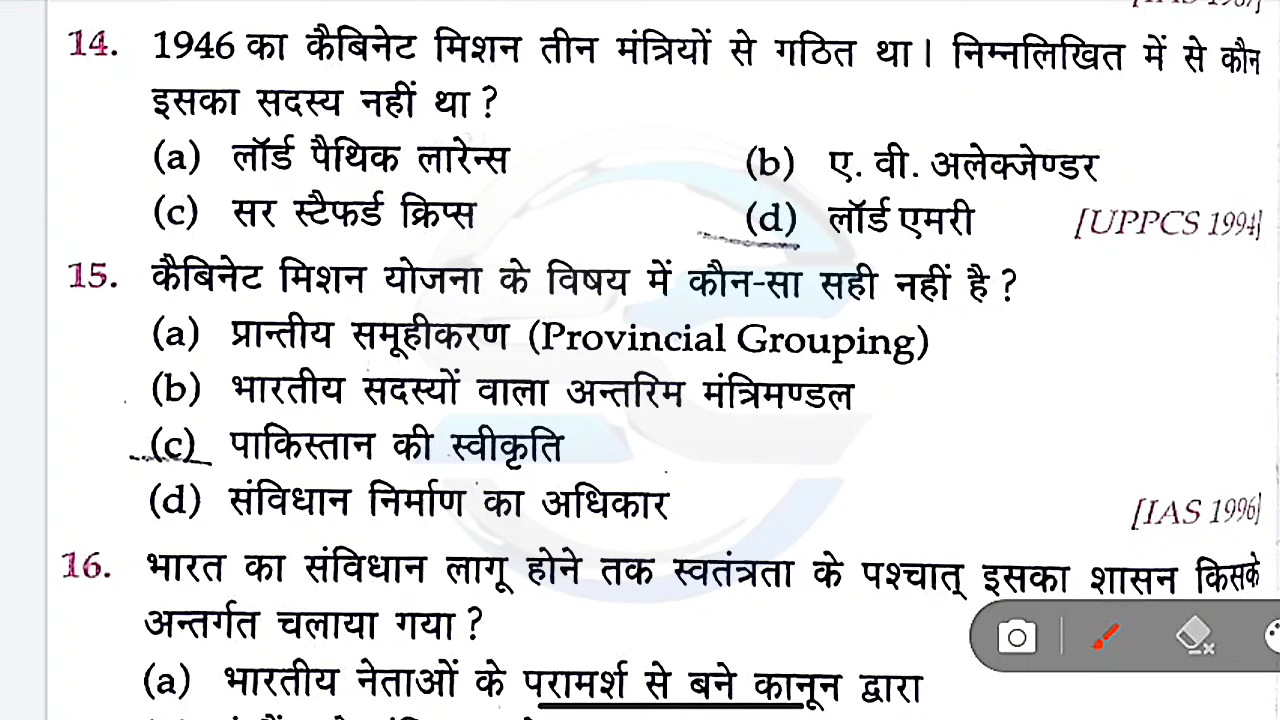 14. 1946 का कैबिनेट मिशन तीन मंत्रियों से गठित था। निम्नलिखित में से कौन
इसका सदस्य नहीं था ?
(a) लॉर्ड पैथिक लारेन्स (b) ए. वी. अलेक्जेण्डर
(c) सर स्टैफर्ड क्रिप्स (d) लॉर्ड एमरी [UPPCS 1994]
15. कैबिनेट मिशन योजना के विषय में कौन-सा सही नहीं है ?
(a) प्रान्तीय समूहीकरण (Provincial Grouping)
(b) भारतीय सदस्यों वाला अन्तरिम मंत्रिमण्डल
(c) पाकिस्तान की स्वीकृति
(d) संविधान निर्माण का अधिकार [IAS 1996]
16. भारत का संविधान लागू होने तक स्वतंत्रता के पश्चात् इसका शासन किसके
अन्तर्गत चलाया गया ?
(a) भारतीय नेताओं के परामर्श से बने कानून द्वारा